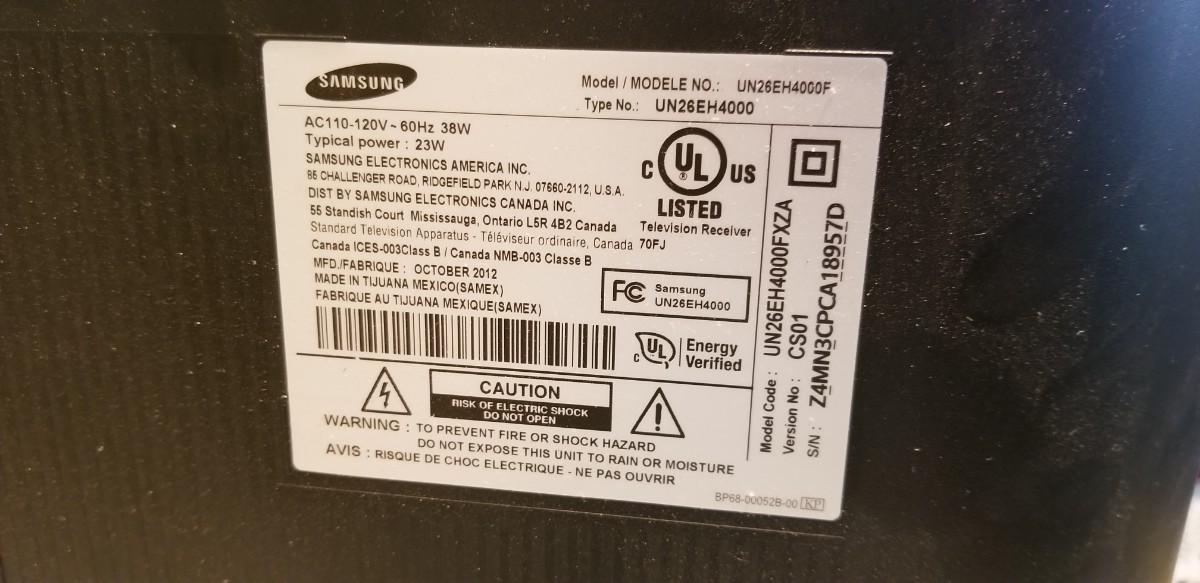 SAMSUNG
Model / MODELE NO.: UN26EH4000F
Type No.: UN26EH4000
AC110-120V ~ 60Hz 38W
Typical power : 23W
SAMSUNG ELECTRONICS AMERICA INC.
85 CHALLENGER ROAD, RIDGEFIELD PARK N.J. 07660-2112, U.S.A.
DIST BY SAMSUNG ELECTRONICS CANADA INC.
55 Standish Court Mississauga, Ontario L5R 4B2 Canada
Standard Television Apparatus - Téléviseur ordinaire, Canada
Canada ICES-003Class B / Canada NMB-003 Classe B
MFD./FABRIQUE : OCTOBER 2012
MADE IN TIJUANA MEXICO(SAMEX)
FABRIQUE AU TIJUANA MEXIQUE(SAMEX)
C UL ® US
LISTED
Television Receiver
70FJ
FC Samsung
UN26EH4000
C UL Energy
Verified
CAUTION
RISK OF ELECTRIC SHOCK
DO NOT OPEN
WARNING : TO PREVENT FIRE OR SHOCK HAZARD
DO NOT EXPOSE THIS UNIT TO RAIN OR MOISTURE
AVIS : RISQUE DE CHOC ELECTRIQUE - NE PAS OUVRIR
Model Code : UN26EH4000FXZA
Version No : CS01
S/N : Z4MN3CPCA18957D
BP68-00052B-00 KP